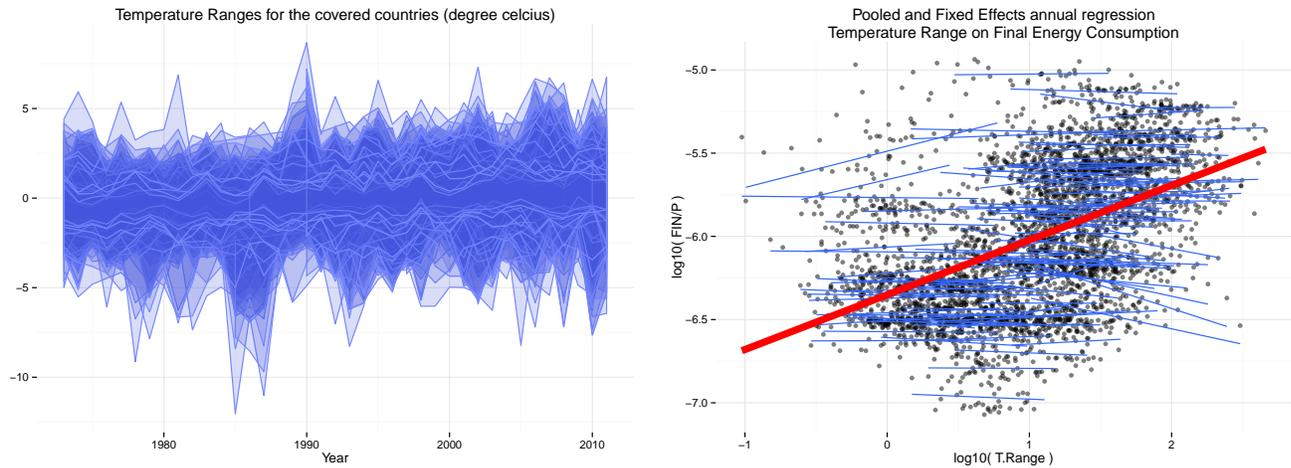 Temperature Ranges for the covered countries (degree celcius)
5
0
−5
−10
1980
1990
2000
2010
Year
Pooled and Fixed Effects annual regression
Temperature Range on Final Energy Consumption
−5.0
−5.5
−6.0
−6.5
−7.0
log10( FIN/P )
−1
0
1
2
log10( T.Range )